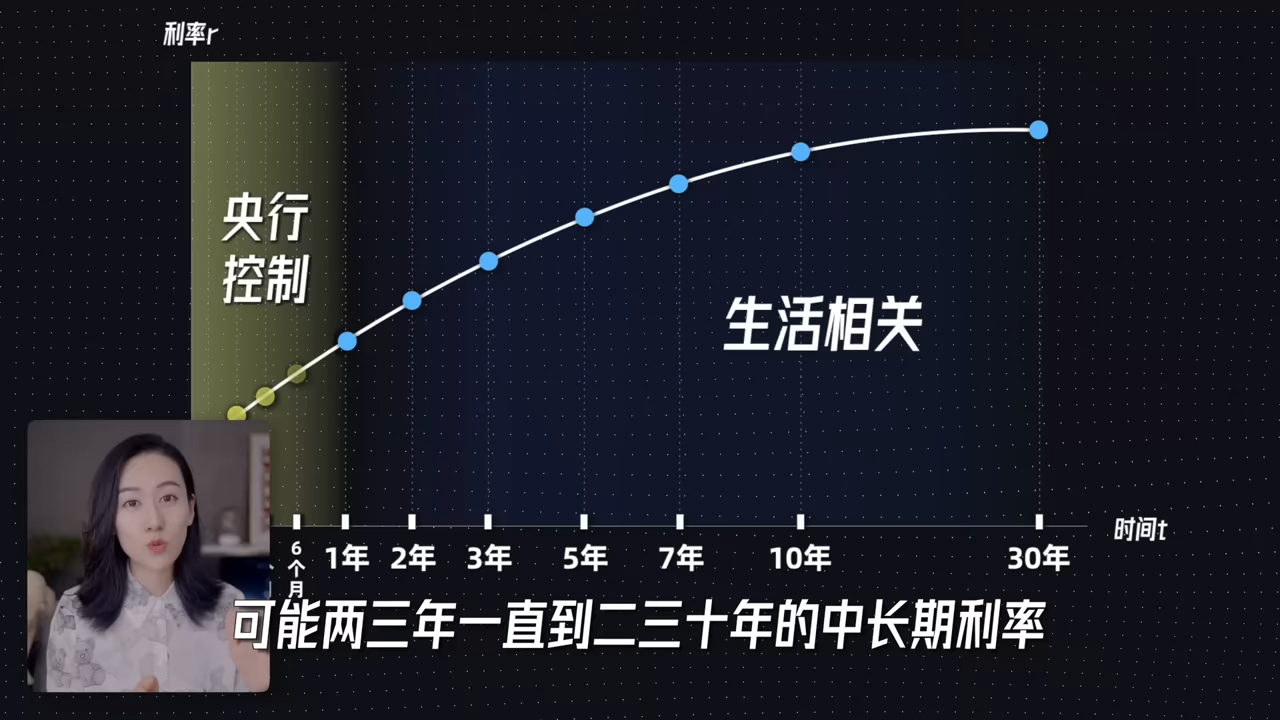 利率r
央行
控制
生活相关
时间t
6个月
1年
2年
3年
5年
7年
10年
30年
可能两三年一直到二三十年的中长期利率